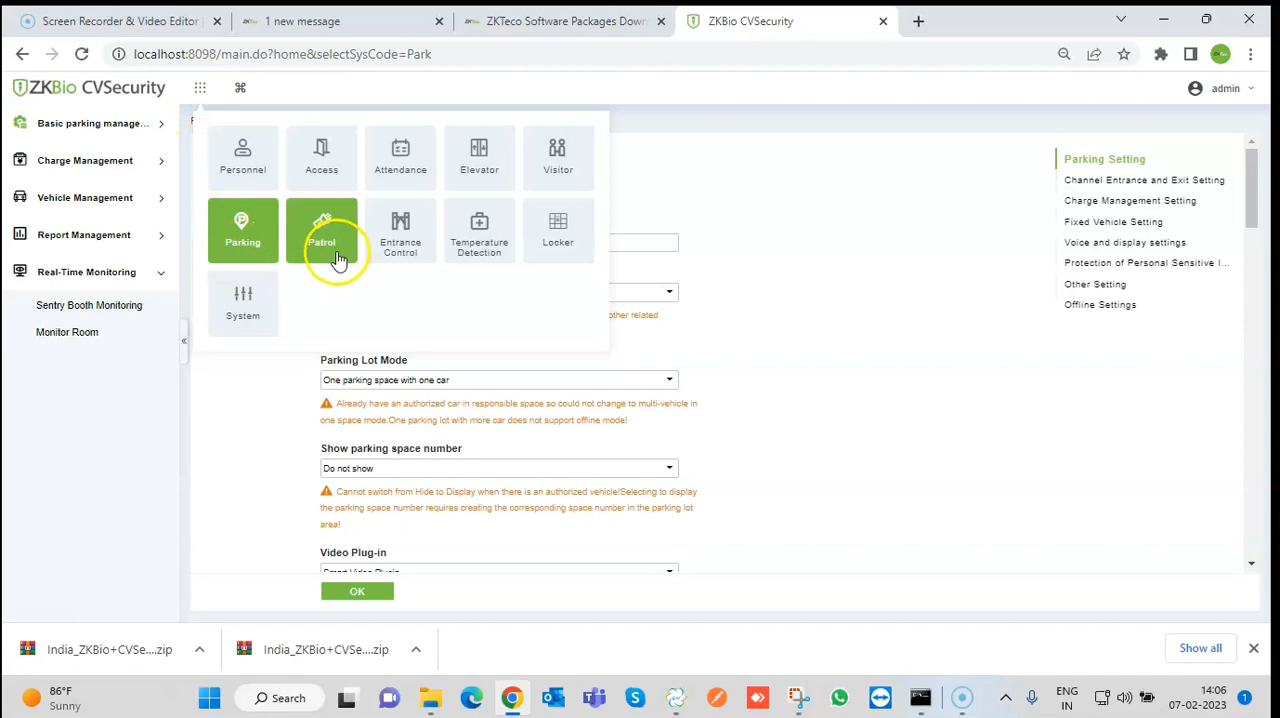 Screen Recorder & Video Editor
1 new message
ZKTeco Software Packages Down
ZKBio CVSecurity
localhost:8098/main.do?home&selectSysCode=Park
ZKBio CVSecurity
admin
Basic parking manage...
Charge Management
Vehicle Management
Report Management
Real-Time Monitoring
Sentry Booth Monitoring
Monitor Room
Personnel
Access
Attendance
Elevator
Visitor
Parking
Patrol
Entrance
Control
Temperature
Detection
Locker
System
other related
Parking Lot Mode
One parking space with one car
Already have an authorized car in responsible space so could not change to multi-vehicle in
one space mode.One parking lot with more car does not support offline mode!
Show parking space number
Do not show
Cannot switch from Hide to Display when there is an authorized vehicle!Selecting to display
the parking space number requires creating the corresponding space number in the parking lot
area!
Video Plug-in
Smart Video Plugin
OK
Parking Setting
Channel Entrance and Exit Setting
Charge Management Setting
Fixed Vehicle Setting
Voice and display settings
Protection of Personal Sensitive I...
Other Setting
Offline Settings
India_ZKBio+CVSe....zip
India_ZKBio+CVSe....zip
Show all
86°F
Sunny
Search
ENG
IN
14:06
07-02-2023
1